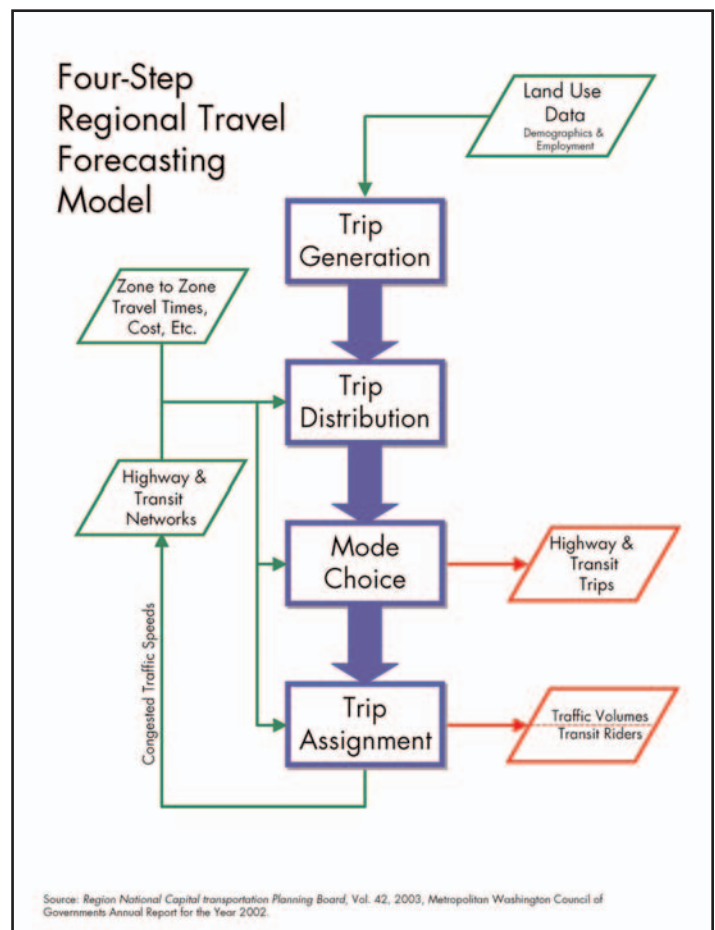 Four-Step
Regional Travel
Forecasting
Model
Land Use
Data
Demographics &
Employment
Trip
Generation
Zone to Zone
Travel Times,
Cost, Etc.
Trip
Distribution
Highway &
Transit
Networks
Mode
Choice
Highway &
Transit
Trips
Congested Traffic Speeds
Trip
Assignment
Traffic Volumes
Transit Riders
Source: Region National Capital transportation Planning Board, Vol. 42, 2003, Metropolitan Washington Council of
Governments Annual Report for the Year 2002.